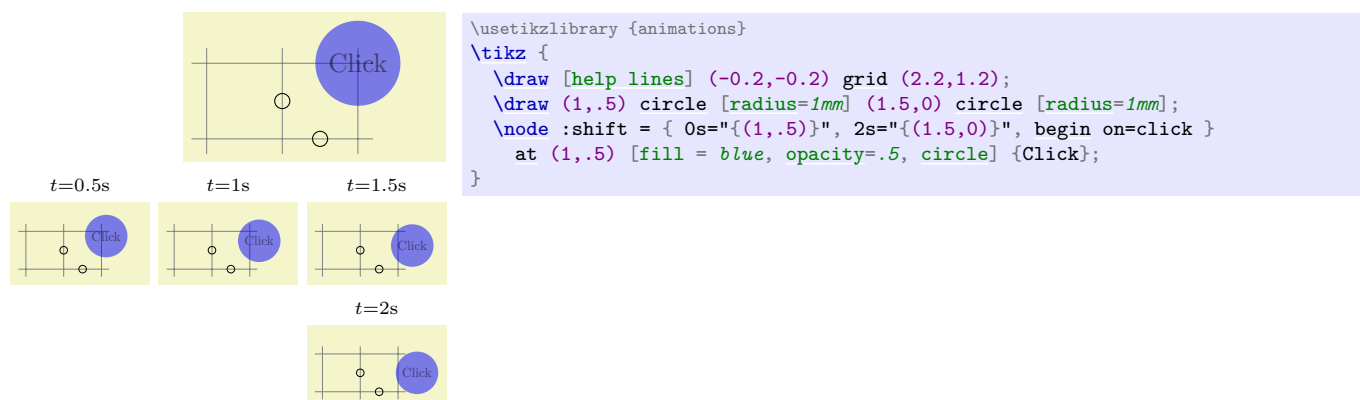 Click
t=0.5s t=1s t=1.5s
Click Click Click
t=2s
Click
\usetikzlibrary {animations}
\tikz {
  \draw [help lines] (-0.2,-0.2) grid (2.2,1.2);
  \draw (1,.5) circle [radius=1mm] (1.5,0) circle [radius=1mm];
  \node :shift = { 0s="{(1,.5)}", 2s="{(1.5,0)}", begin on=click }
    at (1,.5) [fill = blue, opacity=.5, circle] {Click};
}